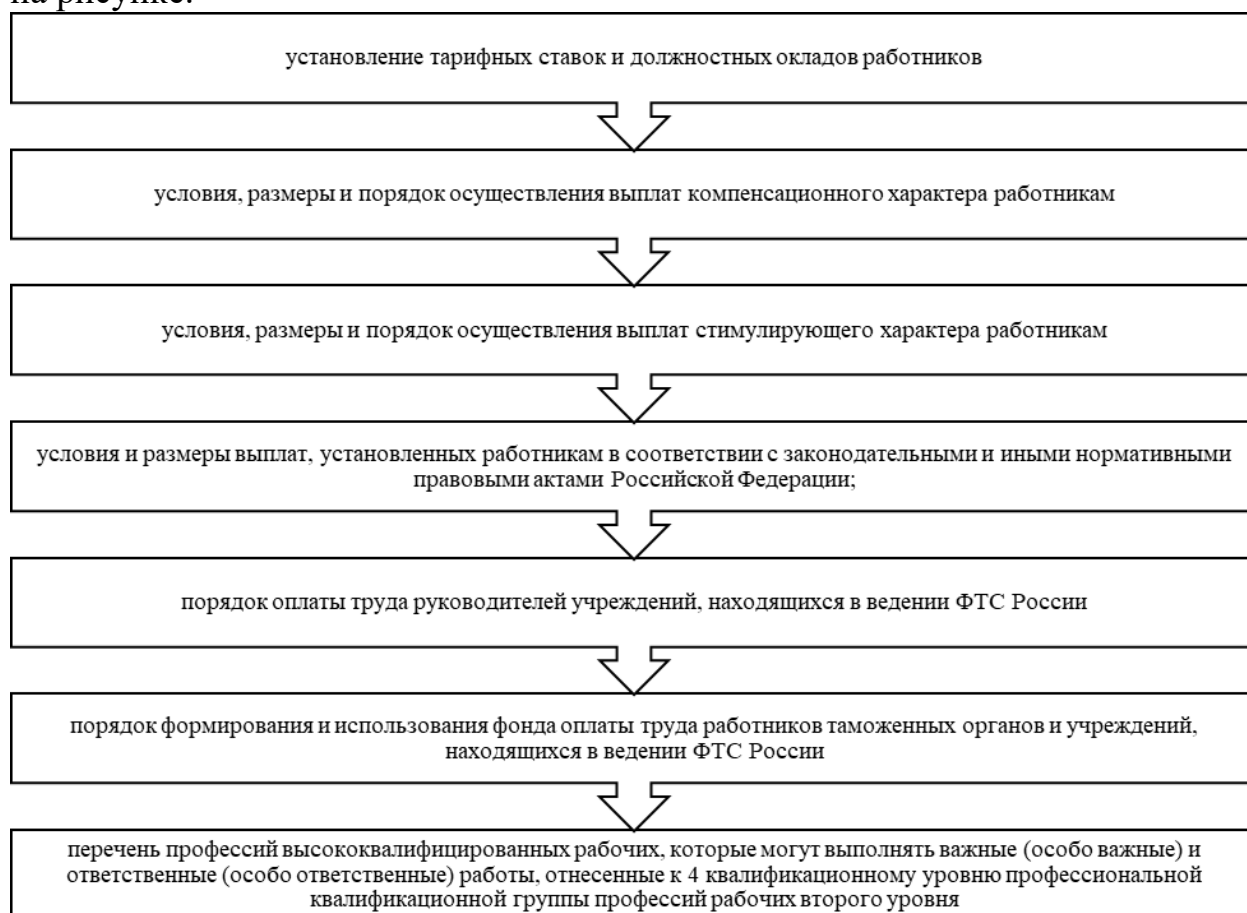 на рисунке.
установление тарифных ставок и должностных окладов работников
условия, размеры и порядок осуществления выплат компенсационного характера работникам
условия, размеры и порядок осуществления выплат стимулирующего характера работникам
условия и размеры выплат, установленных работникам в соответствии с законодательными и иными нормативными
правовыми актами Российской Федерации;
порядок оплаты труда руководителей учреждений, находящихся в ведении ФТС России
порядок формирования и использования фонда оплаты труда работников таможенных органов и учреждений,
находящихся в ведении ФТС России
перечень профессий высококвалифицированных рабочих, которые могут выполнять важные (особо важные) и
ответственные (особо ответственные) работы, отнесенные к 4 квалификационному уровню профессиональной
квалификационной группы профессий рабочих второго уровня